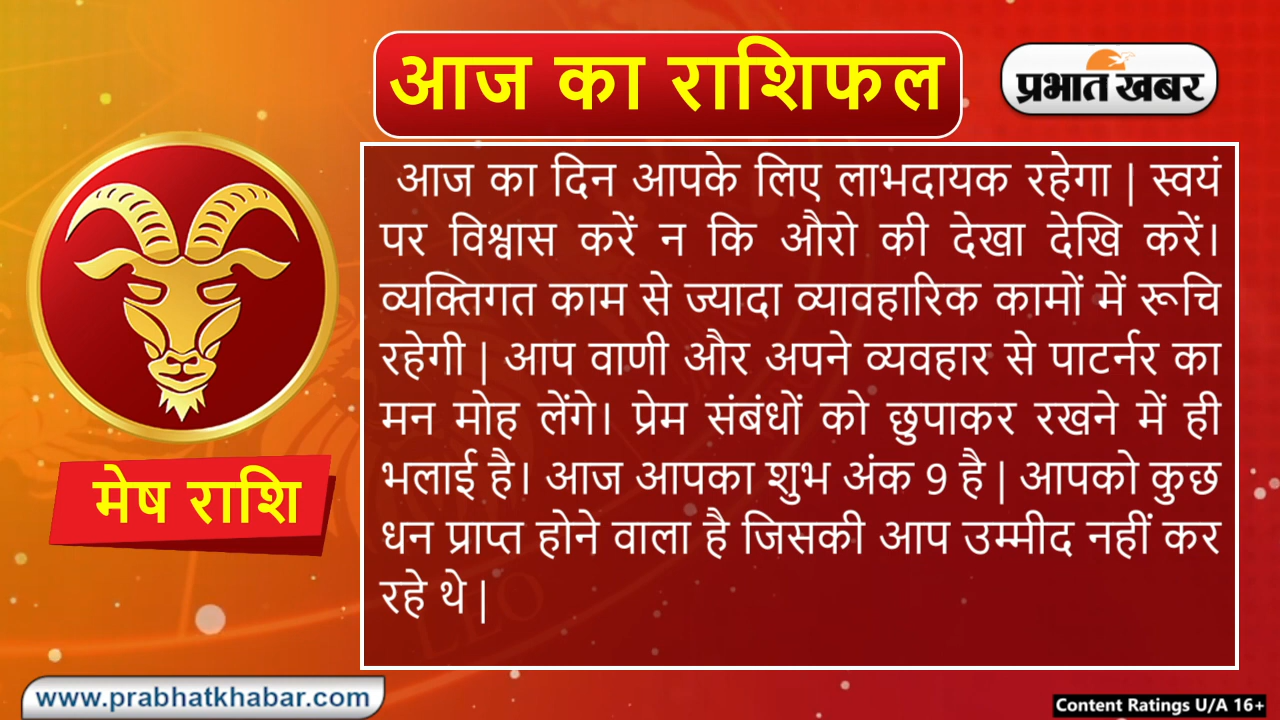 आज का राशिफल
प्रभात खबर
आज का दिन आपके लिए लाभदायक रहेगा | स्वयं
पर विश्वास करें न कि औरो की देखा देखि करें।
व्यक्तिगत काम से ज्यादा व्यावहारिक कामों में रूचि
रहेगी | आप वाणी और अपने व्यवहार से पाटर्नर का
मन मोह लेंगे। प्रेम संबंधों को छुपाकर रखने में ही
भलाई है। आज आपका शुभ अंक 9 है | आपको कुछ
धन प्राप्त होने वाला है जिसकी आप उम्मीद नहीं कर
रहे थे |
मेष राशि
www.prabhatkhabar.com
Content Ratings U/A 16+